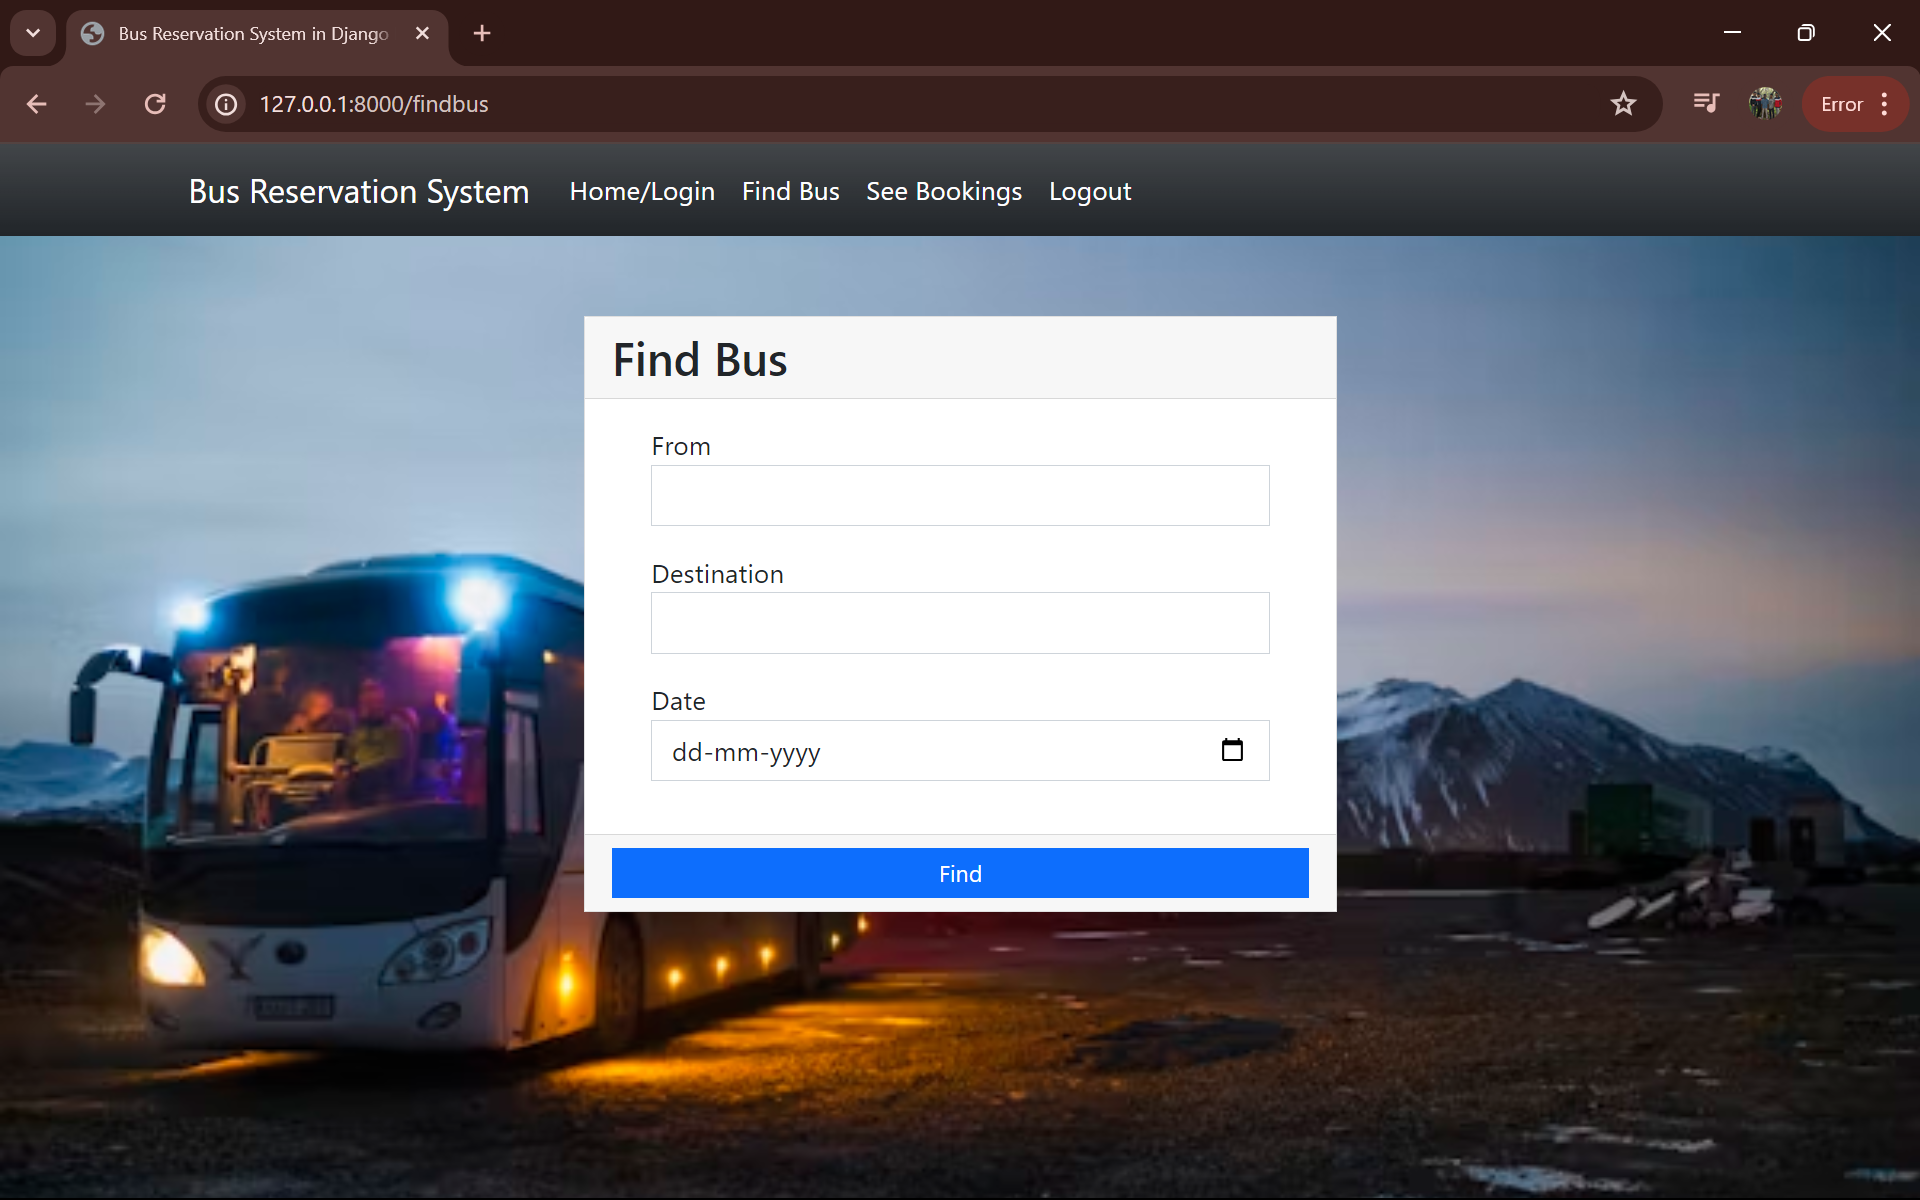 Bus Reservation System in Django
127.0.0.1:8000/findbus
Error
Bus Reservation System Home/Login Find Bus See Bookings Logout
Find Bus
From
Destination
Date
dd-mm-yyyy
Find